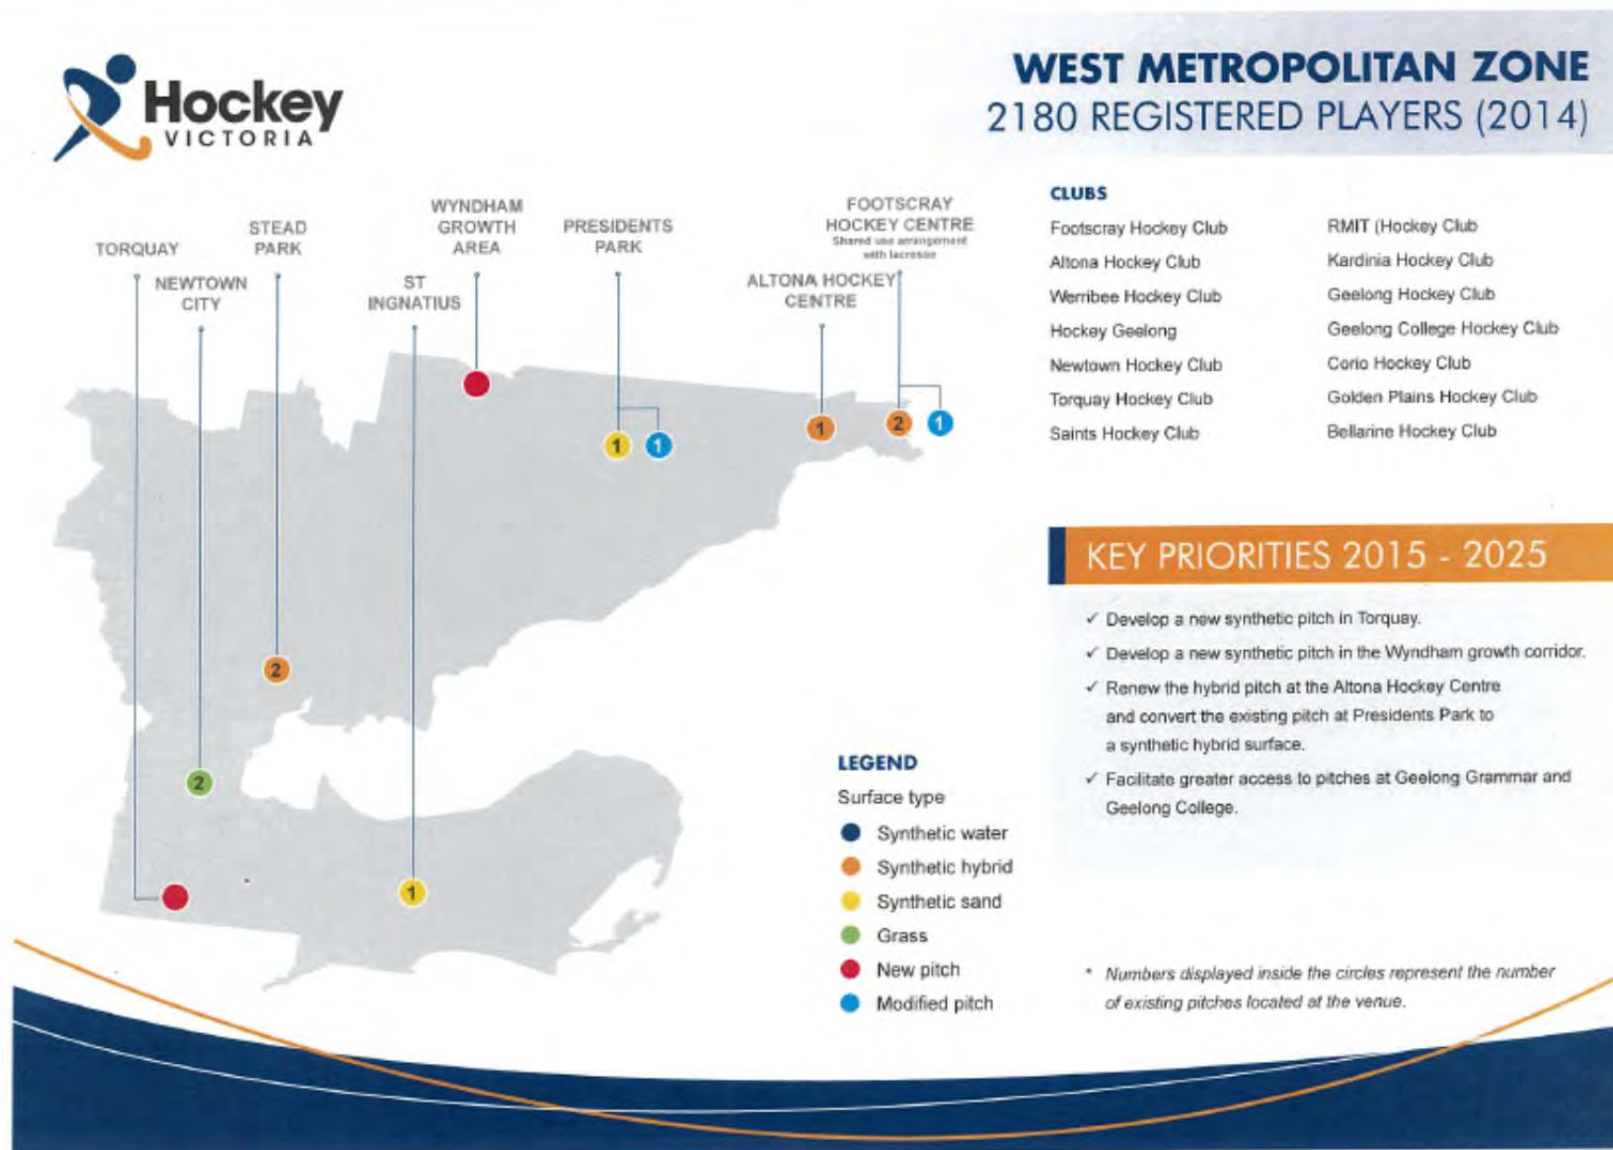 Hockey
VICTORIA
WEST METROPOLITAN ZONE
2180 REGISTERED PLAYERS (2014)
TORQUAY
NEWTOWN
CITY
STEAD
PARK
ST
INGNATIUS
WYNDHAM
GROWTH
AREA
PRESIDENTS
PARK
ALTONA HOCKEY
CENTRE
FOOTSCRAY
HOCKEY CENTRE
Shared use arrangement
with lacrosse
1
1
1
2
1
2
2
1
CLUBS
Footscray Hockey Club
Altona Hockey Club
Werribee Hockey Club
Hockey Geelong
Newtown Hockey Club
Torquay Hockey Club
Saints Hockey Club
RMIT (Hockey Club
Kardinia Hockey Club
Geelong Hockey Club
Geelong College Hockey Club
Corio Hockey Club
Golden Plains Hockey Club
Bellarine Hockey Club
KEY PRIORITIES 2015 - 2025
✓ Develop a new synthetic pitch in Torquay.
✓ Develop a new synthetic pitch in the Wyndham growth corridor.
✓ Renew the hybrid pitch at the Altona Hockey Centre
and convert the existing pitch at Presidents Park to
a synthetic hybrid surface.
✓ Facilitate greater access to pitches at Geelong Grammar and
Geelong College.
LEGEND
Surface type
Synthetic water
Synthetic hybrid
Synthetic sand
Grass
New pitch
Modified pitch
* Numbers displayed inside the circles represent the number
of existing pitches located at the venue.